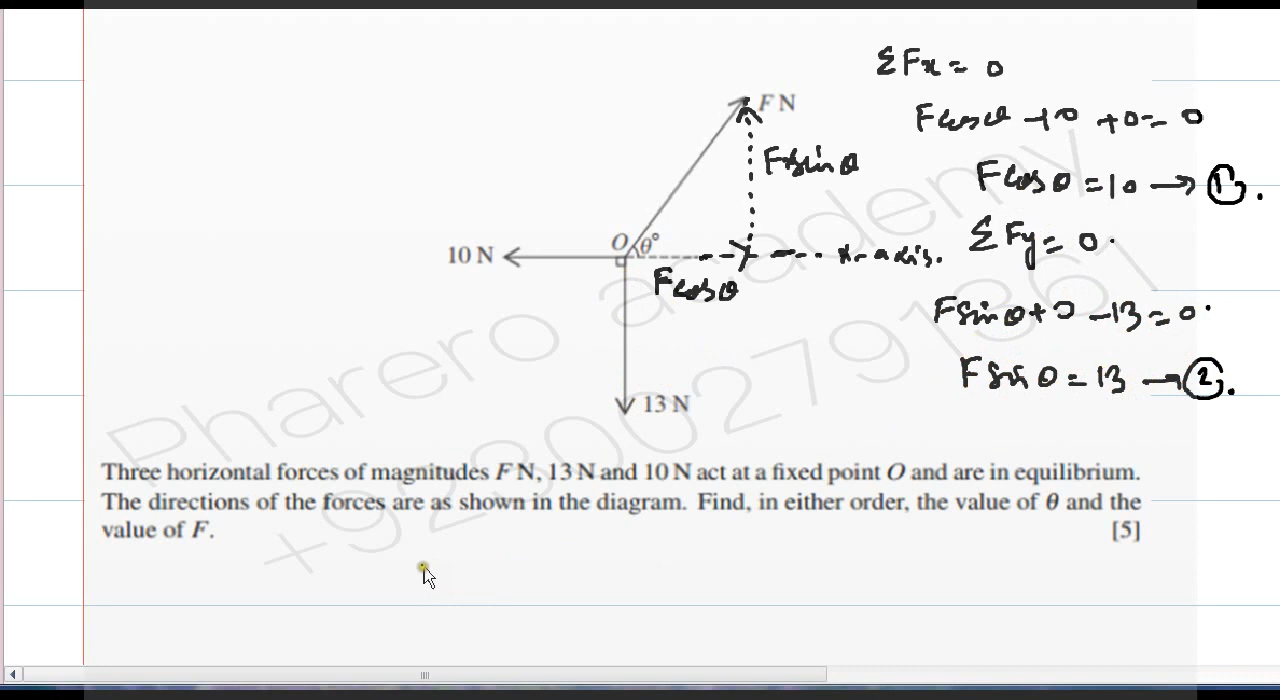 ΣFx = 0
F N
Fcosθ -10 +0 = 0
Fsinθ
Fcosθ = 10 → ①.
O θ°
ΣFy = 0.
10 N
x-axis.
Fcosθ
Fsinθ + 0 - 13 = 0.
Fsinθ = 13 → ②.
13 N
Pharero academy
+923002791361
Three horizontal forces of magnitudes F N, 13 N and 10 N act at a fixed point O and are in equilibrium.
The directions of the forces are as shown in the diagram. Find, in either order, the value of θ and the
value of F. [5]